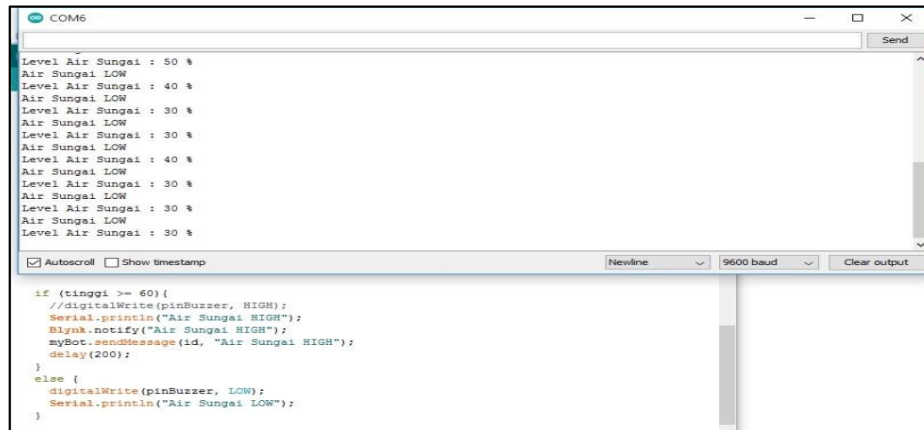 COM6
Send
Level Air Sungai : 50 %
Air Sungai LOW
Level Air Sungai : 40 %
Air Sungai LOW
Level Air Sungai : 30 %
Air Sungai LOW
Level Air Sungai : 30 %
Air Sungai LOW
Level Air Sungai : 40 %
Air Sungai LOW
Level Air Sungai : 30 %
Air Sungai LOW
Level Air Sungai : 30 %
Air Sungai LOW
Level Air Sungai : 30 %
Autoscroll Show timestamp Newline 9600 baud Clear output
if (tinggi >= 60){
//digitalWrite(pinBuzzer, HIGH);
Serial.println("Air Sungai HIGH");
Blynk.notify("Air Sungai HIGH");
myBot.sendMessage(id, "Air Sungai HIGH");
delay(200);
}
else {
digitalWrite(pinBuzzer, LOW);
Serial.println("Air Sungai LOW");
}